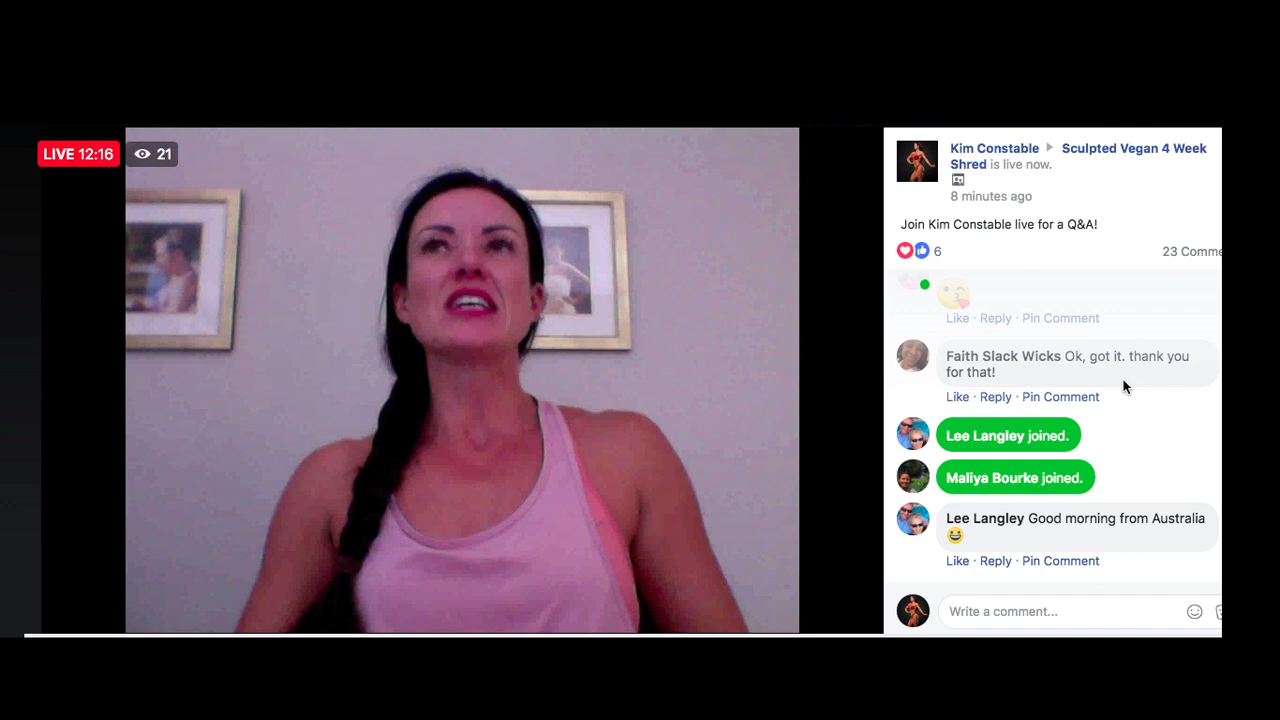 LIVE 12:16
21
Kim Constable ▸ Sculpted Vegan 4 Week
Shred is live now.
8 minutes ago
Join Kim Constable live for a Q&A!
6
23 Comme
Like · Reply · Pin Comment
Faith Slack Wicks Ok, got it. thank you
for that!
Like · Reply · Pin Comment
Lee Langley joined.
Maliya Bourke joined.
Lee Langley Good morning from Australia
😀
Like · Reply · Pin Comment
Write a comment...